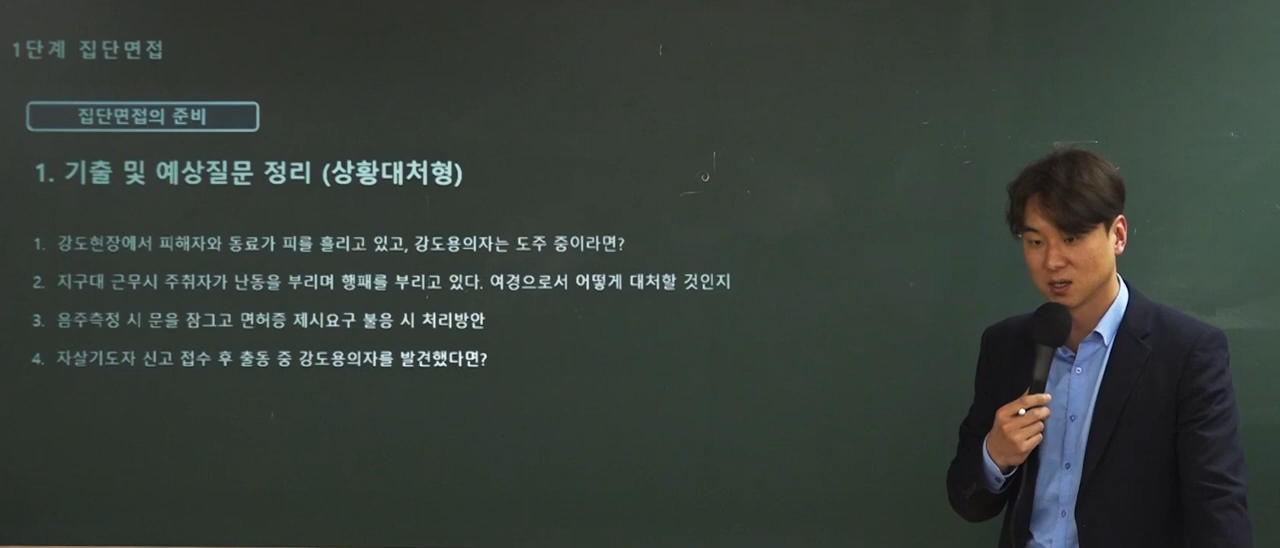 1단계 집단면접
집단면접의 준비
1. 기출 및 예상질문 정리 (상황대처형)
1. 강도현장에서 피해자와 동료가 피를 흘리고 있고, 강도용의자는 도주 중이라면?
2. 지구대 근무시 주취자가 난동을 부리며 행패를 부리고 있다. 여경으로서 어떻게 대처할 것인지
3. 음주측정 시 문을 잠그고 면허증 제시요구 불응 시 처리방안
4. 자살기도자 신고 접수 후 출동 중 강도용의자를 발견했다면?